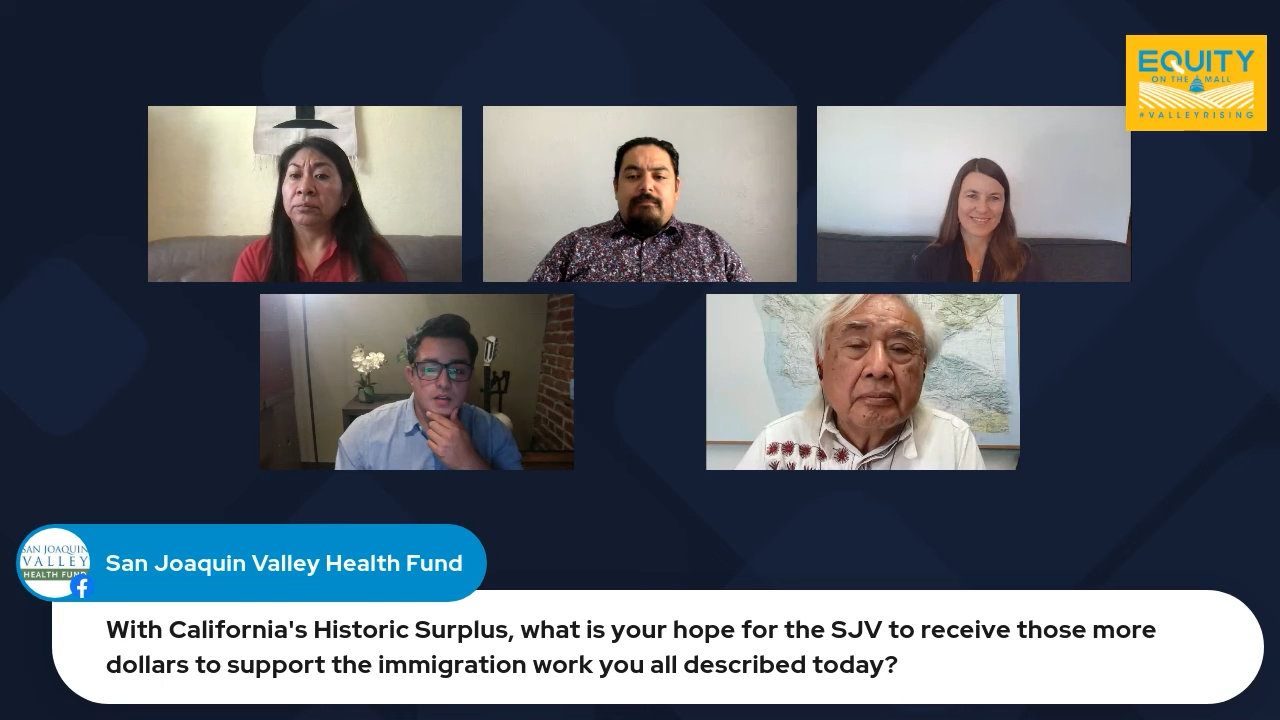 EQUITY
ON THE MALL
#VALLEYRISING
SAN JOAQUIN
VALLEY
HEALTH FUND
San Joaquin Valley Health Fund
With California's Historic Surplus, what is your hope for the SJV to receive those more
dollars to support the immigration work you all described today?